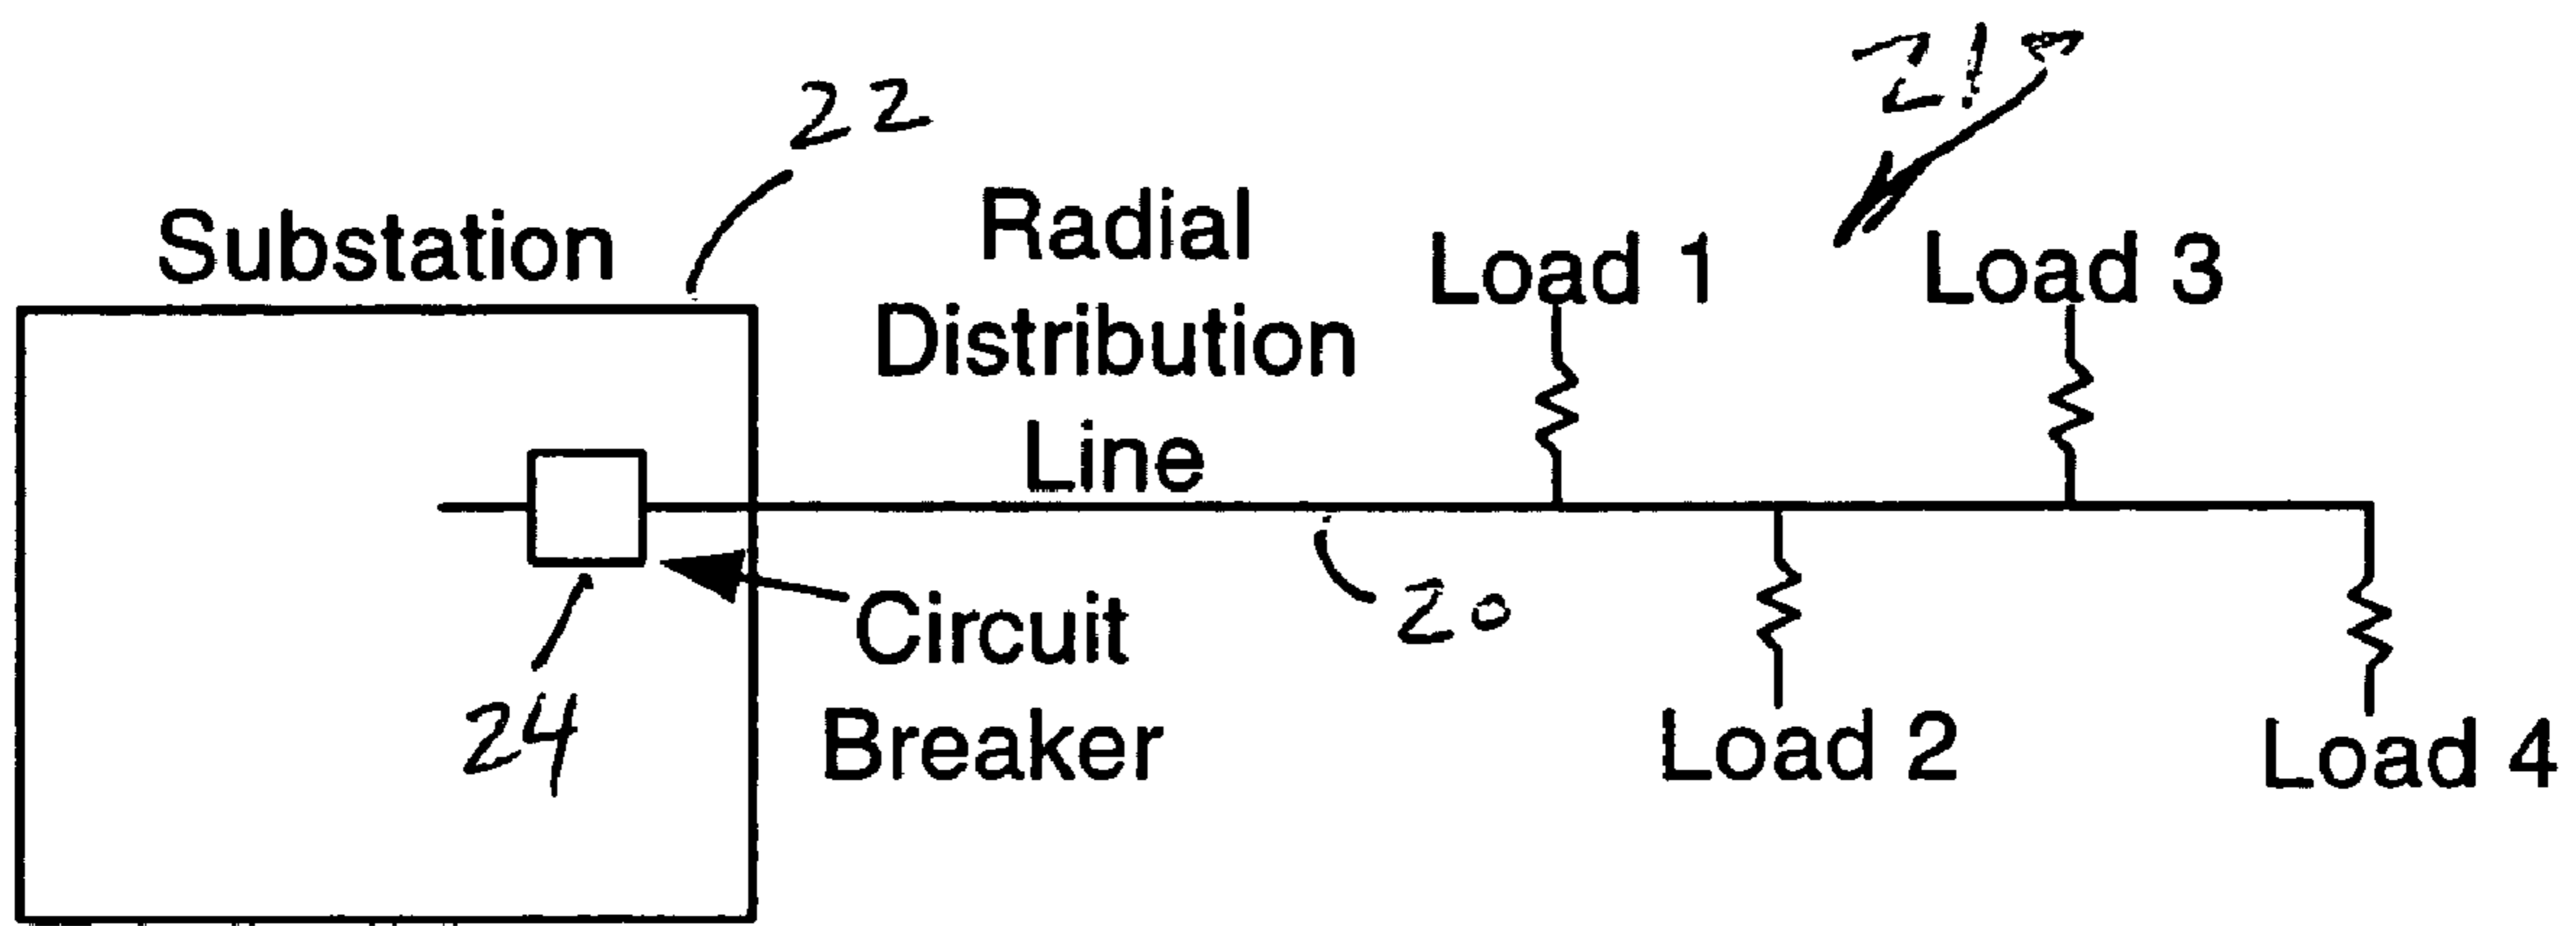 22
21
Substation
Radial
Distribution
Line
Load 1
Load 3
20
Circuit
Breaker
24
Load 2
Load 4